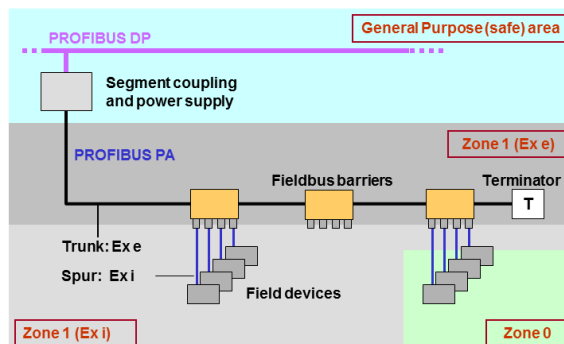 General Purpose (safe) area
PROFIBUS DP
Segment coupling
and power supply
Zone 1 (Ex e)
PROFIBUS PA
Fieldbus barriers
Terminator
T
Trunk: Ex e
Spur: Ex i
Field devices
Zone 1 (Ex i)
Zone 0